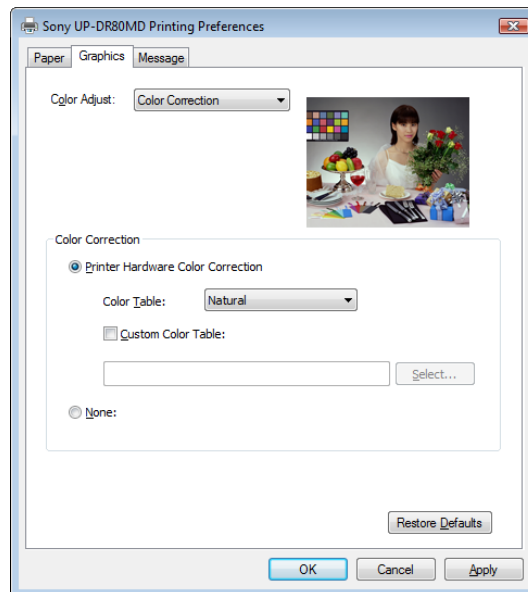 Sony UP-DR80MD Printing Preferences
Paper Graphics Message
Color Adjust: Color Correction
Color Correction
Printer Hardware Color Correction
Color Table: Natural
Custom Color Table:
Select...
None:
Restore Defaults
OK Cancel Apply